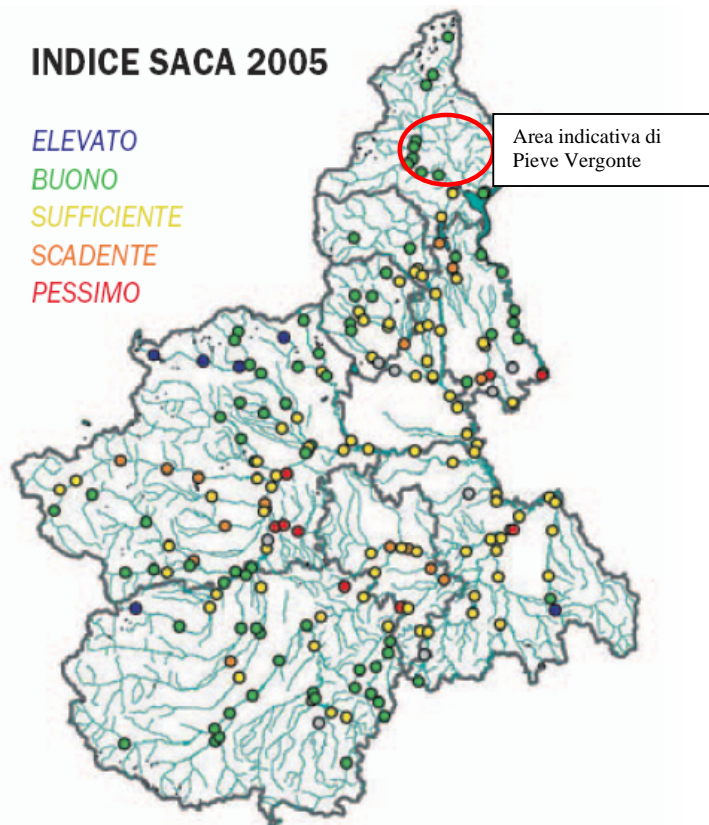 INDICE SACA 2005
ELEVATO
BUONO
SUFFICIENTE
SCADENTE
PESSIMO
Area indicativa di
Pieve Vergonte